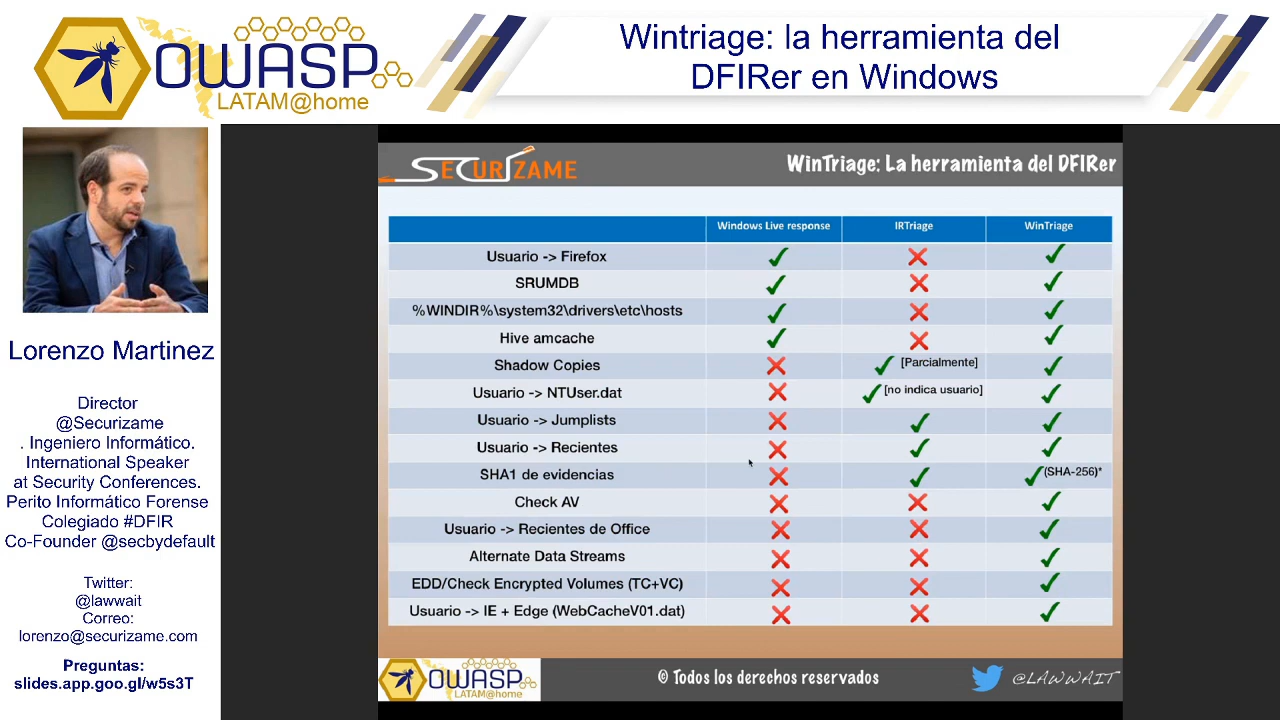 OWASP
LATAM@home
Wintriage: la herramienta del
DFIRer en Windows
Lorenzo Martinez
Director
@Securizame
. Ingeniero Informático.
International Speaker
at Security Conferences.
Perito Informático Forense
Colegiado #DFIR
Co-Founder @secbydefault
Twitter:
@lawwait
Correo:
lorenzo@securizame.com
Preguntas:
slides.app.goo.gl/w5s3T
SECURIZAME
WinTriage: La herramienta del DFIRer
Windows Live response IRTriage WinTriage
Usuario -> Firefox
SRUMDB
%WINDIR%\system32\drivers\etc\hosts
Hive amcache
Shadow Copies [Parcialmente]
Usuario -> NTUser.dat [no indica usuario]
Usuario -> Jumplists
Usuario -> Recientes
SHA1 de evidencias (SHA-256)*
Check AV
Usuario -> Recientes de Office
Alternate Data Streams
EDD/Check Encrypted Volumes (TC+VC)
Usuario -> IE + Edge (WebCacheV01.dat)
OWASP
LATAM@home
© Todos los derechos reservados
@LAWWAIT